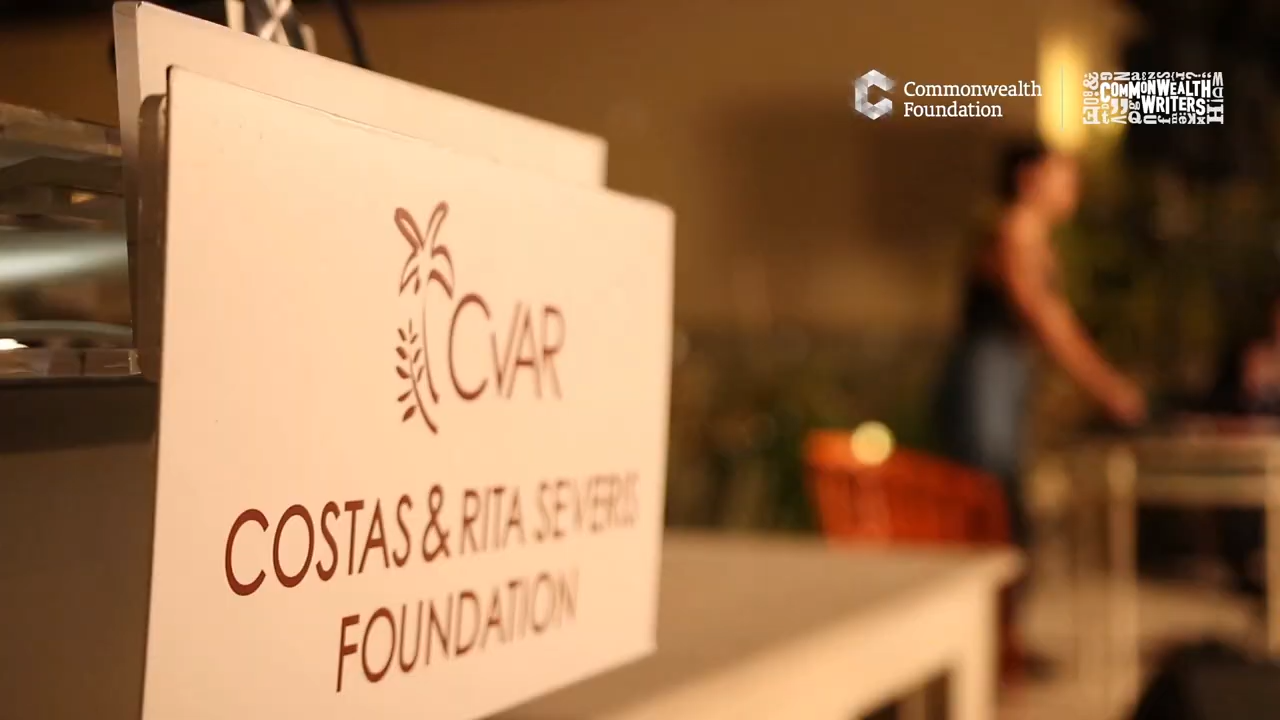 Commonwealth
Foundation
COMMONWEALTH
WRITERS
CVAR
COSTAS & RITA SEVERIS
FOUNDATION